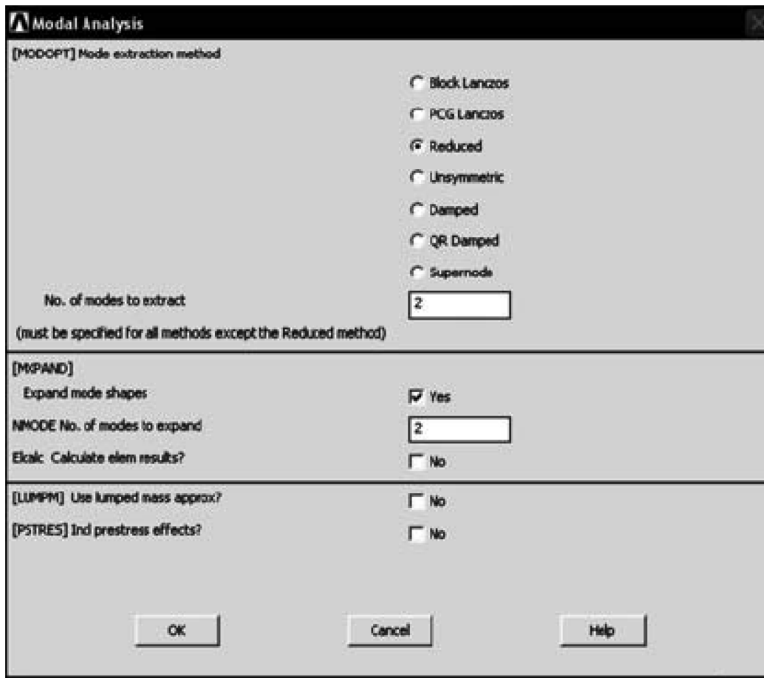 Modal Analysis
[MODOPT] Mode extraction method
Block Lanczos
PCG Lanczos
Reduced
Unsymmetric
Damped
QR Damped
Supernode
No. of modes to extract 2
(must be specified for all methods except the Reduced method)
[MXPAND]
Expand mode shapes Yes
NMODE No. of modes to expand 2
Elcalc Calculate elem results? No
[LUMPM] Use lumped mass approx? No
[PSTRES] Incl prestress effects? No
OK Cancel Help